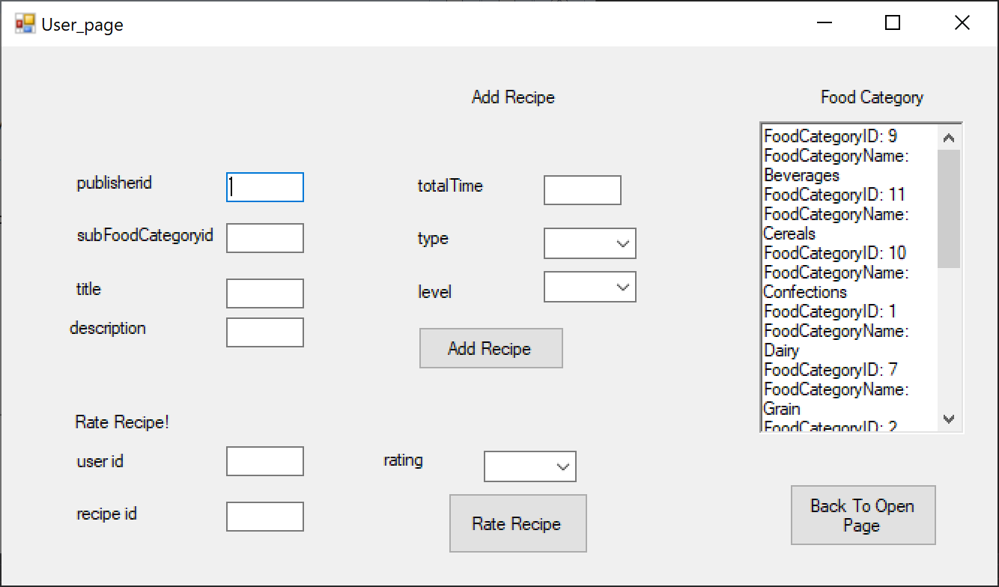 User_page
Add Recipe
Food Category
publisherid
subFoodCategoryid
title
description
totalTime
type
level
Add Recipe
FoodCategoryID: 9
FoodCategoryName:
Beverages
FoodCategoryID: 11
FoodCategoryName:
Cereals
FoodCategoryID: 10
FoodCategoryName:
Confections
FoodCategoryID: 1
FoodCategoryName:
Dairy
FoodCategoryID: 7
FoodCategoryName:
Grain
FoodCategoryID: 2
Rate Recipe!
user id
recipe id
rating
Rate Recipe
Back To Open
Page